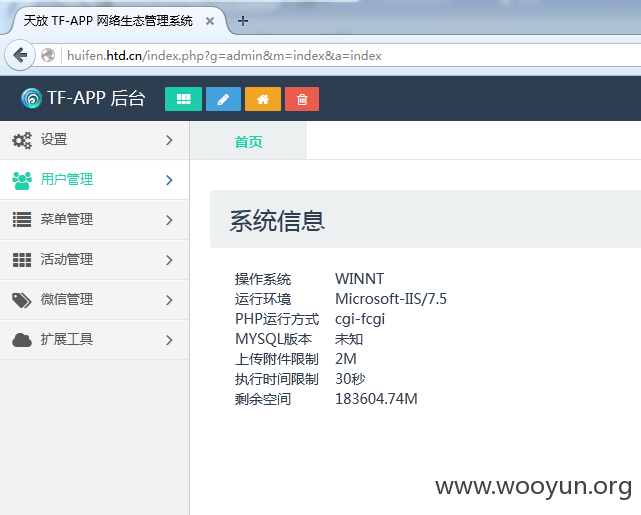 天放 TF-APP 网络生态管理系统
huifen.htd.cn/index.php?g=admin&m=index&a=index
TF-APP 后台
设置
首页
用户管理
菜单管理
活动管理
微信管理
扩展工具
系统信息
操作系统 WINNT
运行环境 Microsoft-IIS/7.5
PHP运行方式 cgi-fcgi
MYSQL版本 未知
上传附件限制 2M
执行时间限制 30秒
剩余空间 183604.74M
www.wooyun.org